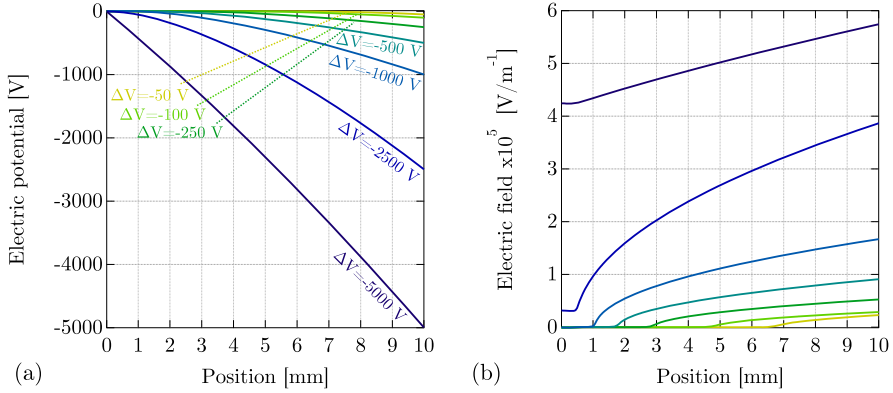 0
-1000
-2000
-3000
-4000
-5000
Electric potential [V]
ΔV=-500 V
ΔV=-1000 V
ΔV=-50 V
ΔV=-100 V
ΔV=-250 V
ΔV=-2500 V
ΔV=-5000 V
0 1 2 3 4 5 6 7 8 9 10
Position [mm]
(a)
6
5
4
3
2
1
0
Electric field x10⁵ [V/m⁻¹]
0 1 2 3 4 5 6 7 8 9 10
Position [mm]
(b)